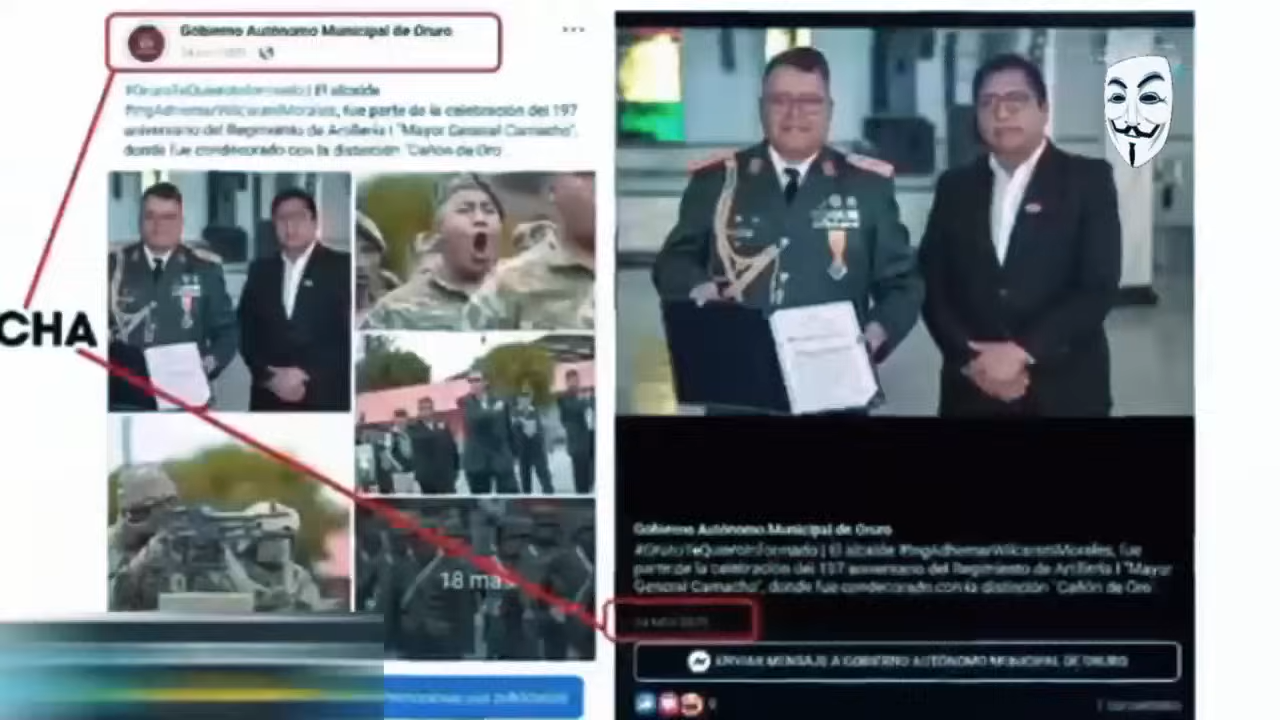 Gobierno Autónomo Municipal de Oruro
#OruroTeQuieroInformado | El alcalde
#IngAdhemarWilcaraniMorales, fue parte de la celebración del 197
aniversario del Regimiento de Artillería I "Mayor General Camacho",
donde fue condecorado con la distinción "Cañón de Oro
CHA
18 más
Gobierno Autónomo Municipal de Oruro
#OruroTeQuieroInformado | El alcalde #IngAdhemarWilcaraniMorales, fue
parte de la celebración del 197 aniversario del Regimiento de Artillería I "Mayor
General Camacho", donde fue condecorado con la distinción "Cañón de Oro
ENVIAR MENSAJE A GOBIERNO AUTÓNOMO MUNICIPAL DE ORURO